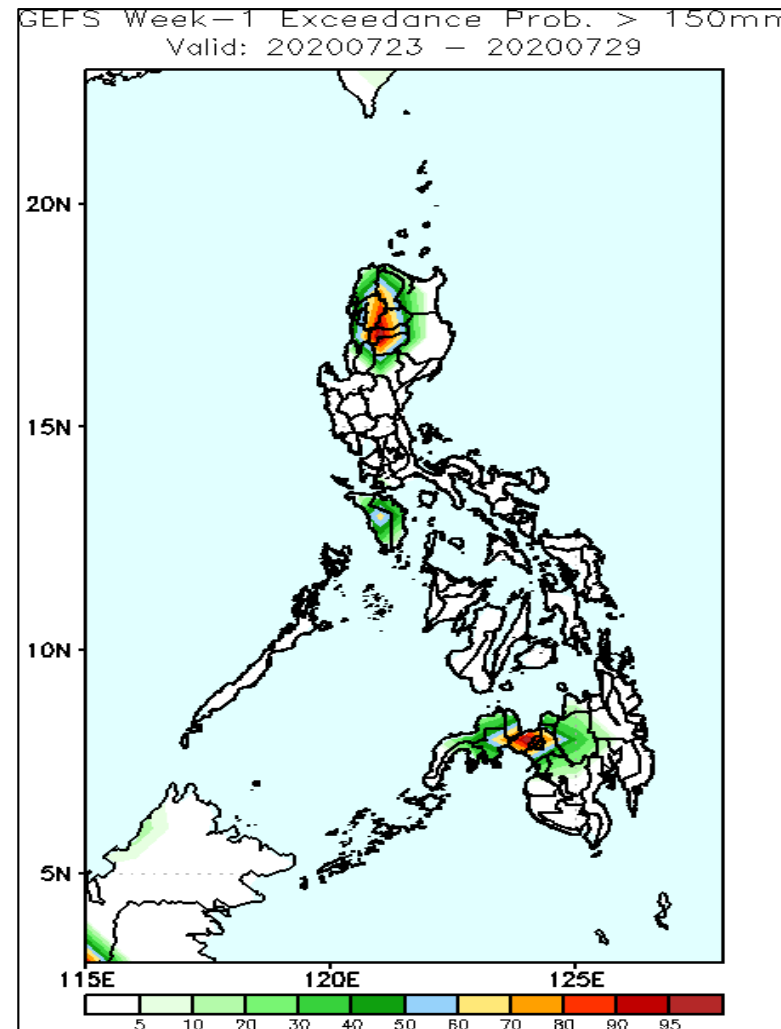 GEFS Week-1 Exceedance Prob. > 150mm
Valid: 20200723 - 20200729
20N
15N
10N
5N
115E 120E 125E
5 10 20 30 40 50 60 70 80 90 95